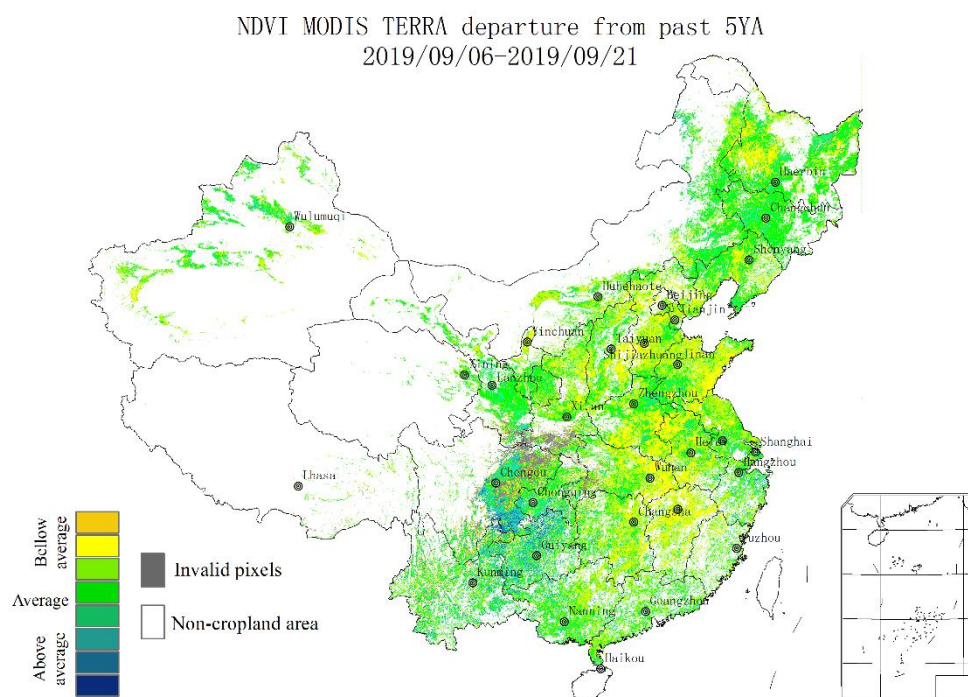 NDVI MODIS TERRA departure from past 5YA
2019/09/06-2019/09/21
Haerbin
Wulumuqi
Changchun
Shenyang
Huhehaote
Beijing
Tianjin
Yinchuan
Taiyuan
Shijiazhuang
Jinan
Xining
Lanzhou
Zhengzhou
Xi'an
Hefei
Shanghai
Hangzhou
Lhasa
Chengdu
Wuhan
Chongqing
Changsha
Guiyang
Fuzhou
Kunming
Guangzhou
Nanning
Haikou
Bellow
average
Average
Above
average
Invalid pixels
Non-cropland area